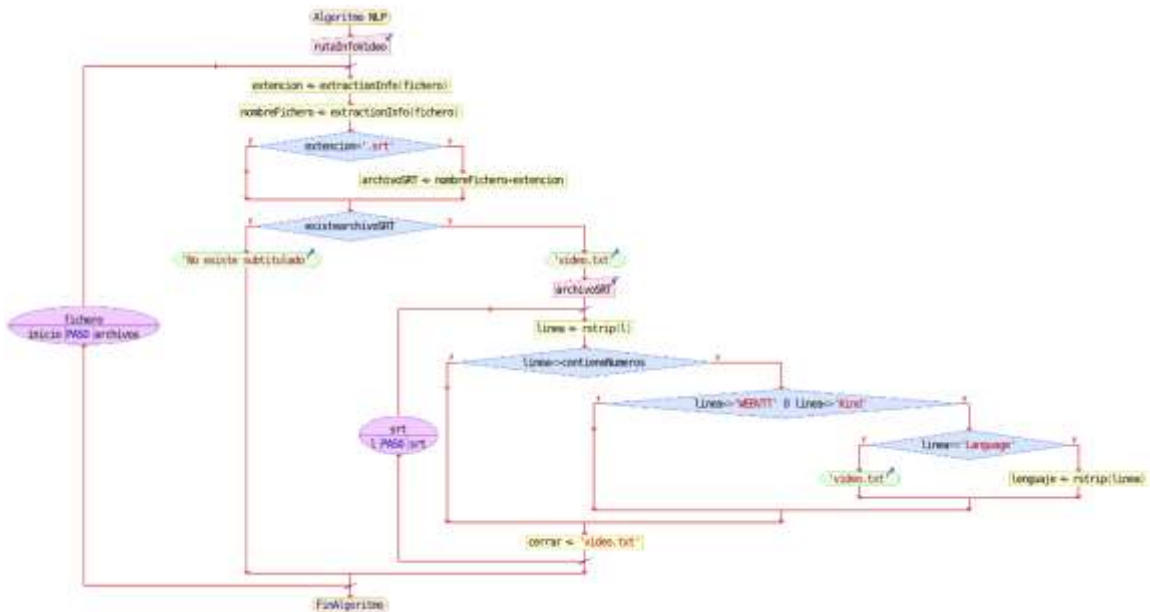 Algoritmo NLP
rutaInfoVideo
extencion ← extractionInfo(fichero)
nombreFichero ← extractionInfo(fichero)
F
V
extencion='.srt'
archivoSRT ← nombreFichero+extencion
F
V
existearchivoSRT
'No existe subtitulado'
'video.txt'
archivoSRT
fichero
inicio PASO archivos
linea ← rstrip(l)
F
V
linea<>contieneNumeros
F
V
linea<>'WEBVTT' O linea<>'Kind'
srt
l PASO srt
F
V
linea='Language'
'video.txt'
lenguaje ← rstrip(linea)
cerrar ← 'video.txt'
FinAlgoritmo